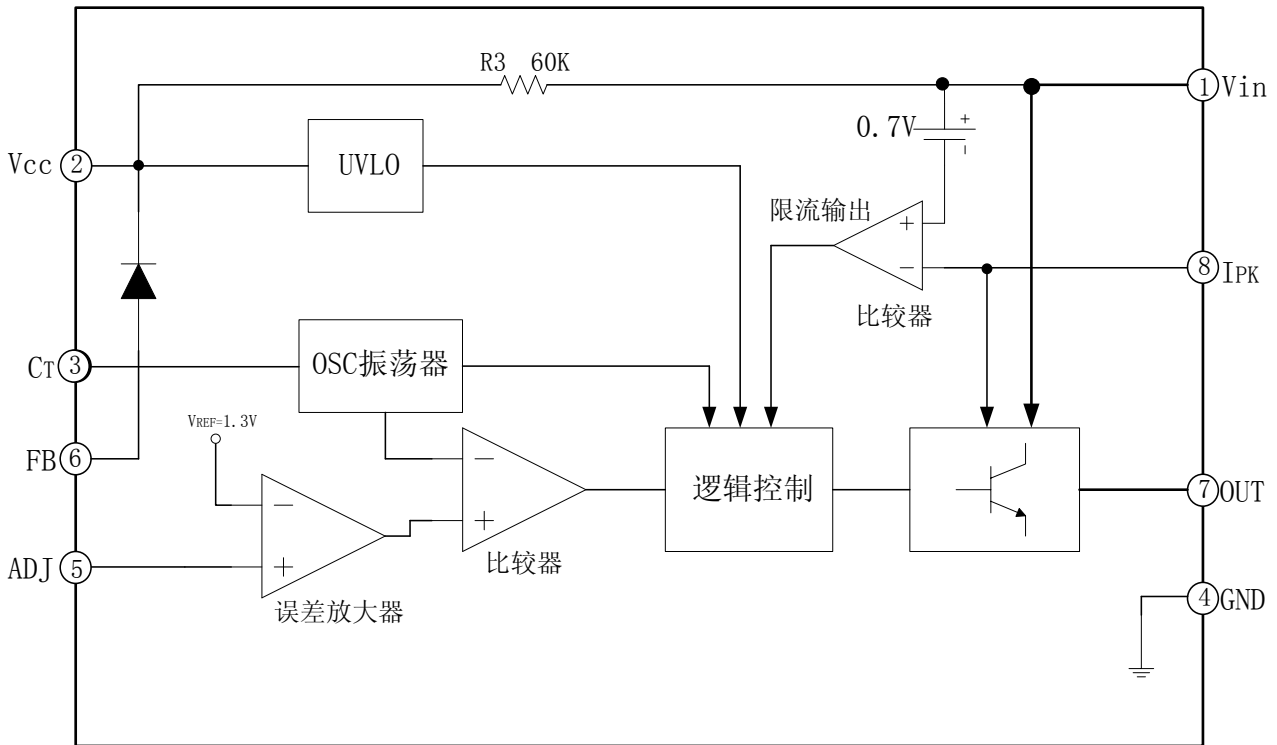 R3 60K
① Vin
0.7V
+
-
Vcc ②
UVLO
限流输出
+
-
⑧ IPK
比较器
CT ③
OSC振荡器
VREF=1.3V
FB ⑥
-
+
逻辑控制
⑦ OUT
-
+
ADJ ⑤
比较器
误差放大器
④ GND